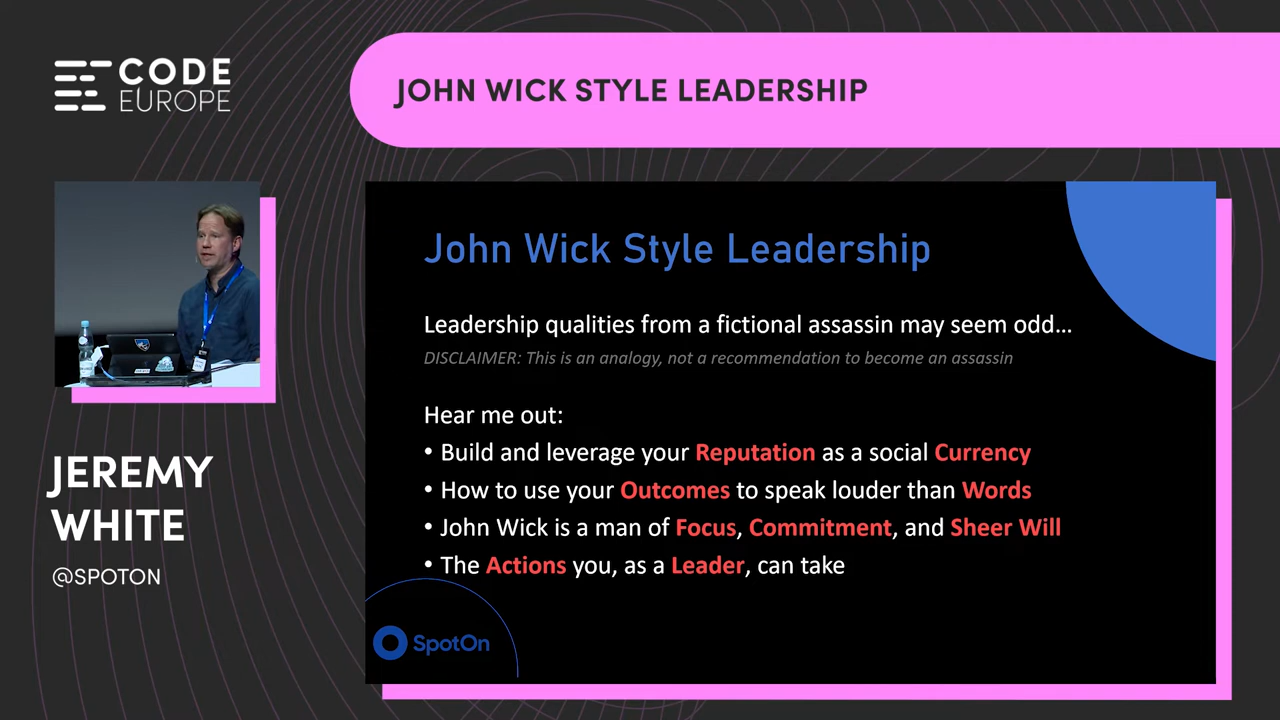 CODE
EUROPE
JOHN WICK STYLE LEADERSHIP
John Wick Style Leadership
Leadership qualities from a fictional assassin may seem odd...
DISCLAIMER: This is an analogy, not a recommendation to become an assassin
Hear me out:
• Build and leverage your Reputation as a social Currency
• How to use your Outcomes to speak louder than Words
• John Wick is a man of Focus, Commitment, and Sheer Will
• The Actions you, as a Leader, can take
SpotOn
JEREMY
WHITE
@SPOTON